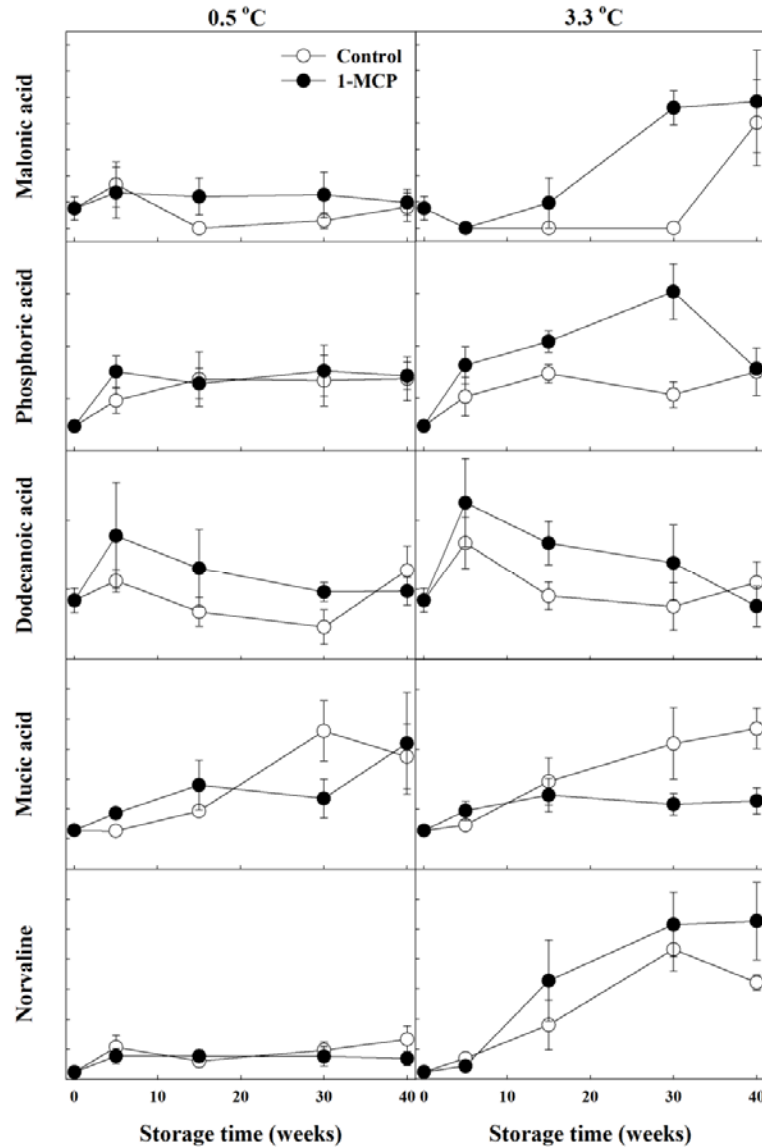 0.5 °C
3.3 °C
Control
1-MCP
Malonic acid
Phosphoric acid
Dodecanoic acid
Mucic acid
Norvaline
0 10 20 30 40 0 10 20 30 40
Storage time (weeks)
Storage time (weeks)